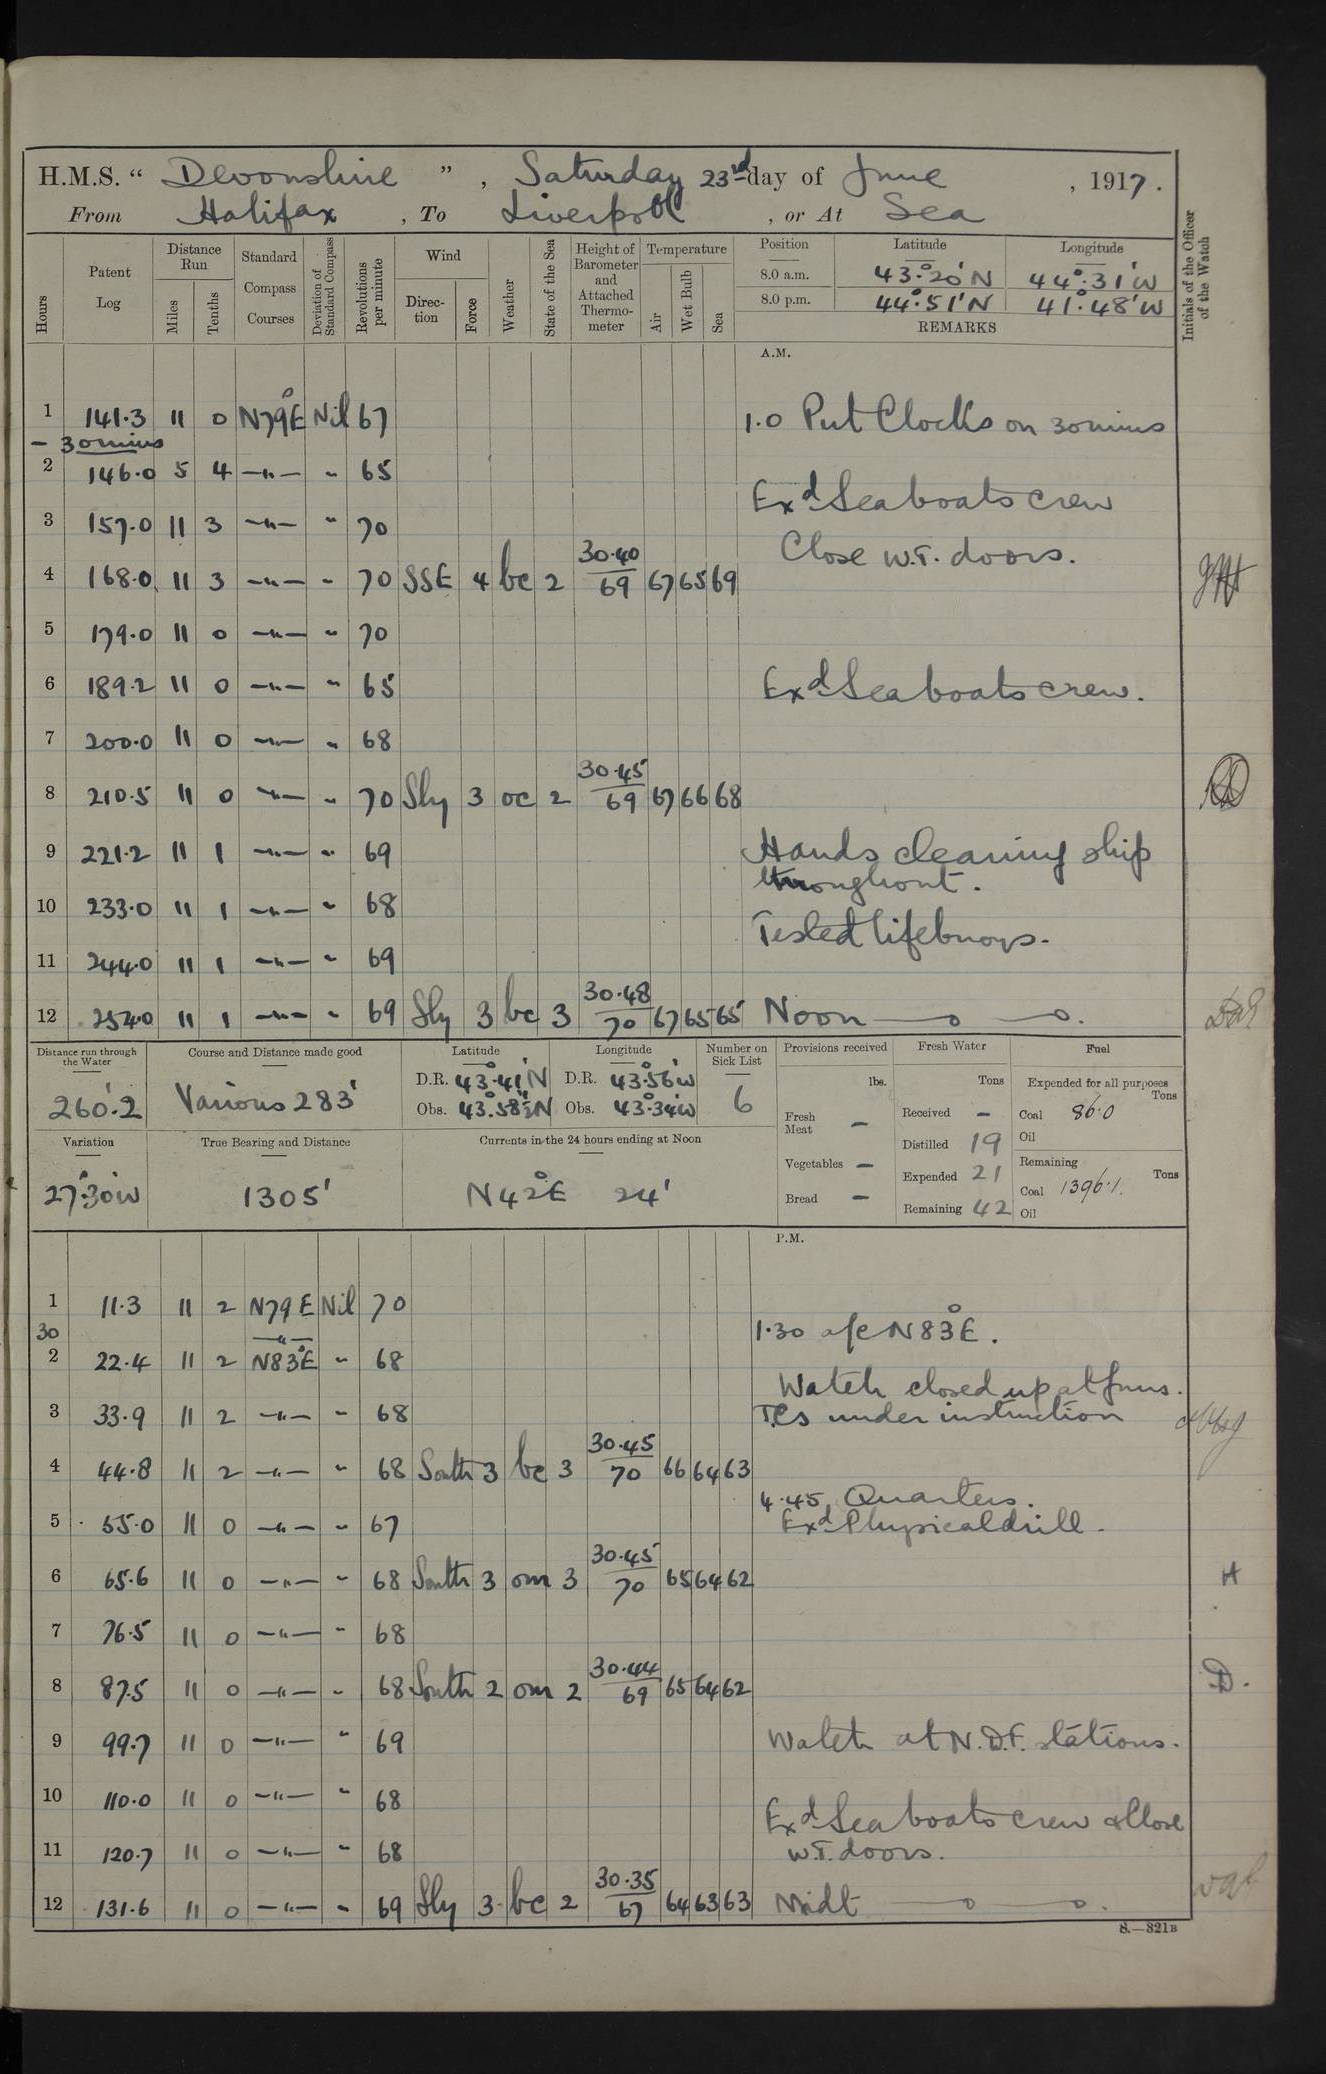 H.M.S. " Devonshire ", Saturday 23rd day of June, 1917.
From Halifax, To Liverpool, or At Sea
Hours Patent Log Distance Run Miles Tenths Standard Compass Courses Deviation of Standard Compass Revolutions per minute Wind Direction Force Weather State of the Sea Height of Barometer and Attached Thermometer Temperature Air Wet Bulb Sea Position Latitude Longitude Initials of the Officer of the Watch
8.0 a.m. 43°.20'N 44°.31'W
8.0 p.m. 44°.51'N 41°.48'W
REMARKS
A.M.
1 141.3 11 0 N79°E Nil 67 1.0 Put Clocks on 30 mins
- 30 mins
2 146.0 5 4 —"— " 65
Exd Seaboats crew
3 157.0 11 3 —"— " 70
Close W.T. doors.
4 168.0 11 3 —"— " 70 SSE 4 bc 2 30.40/69 67 65 69
5 179.0 11 0 —"— " 70
6 189.2 11 0 —"— " 65 Exd Seaboats crew.
7 200.0 11 0 —"— " 68
8 210.5 11 0 —"— " 70 Sly 3 oc 2 30.45/69 67 66 68
9 221.2 11 1 —"— " 69 Hands cleaning ship
throughout.
10 233.0 11 1 —"— " 68
Tested lifebuoys.
11 244.0 11 1 —"— " 69
12 254.0 11 1 —"— " 69 Sly 3 bc 3 30.48/70 67 65 65 Noon
Distance run through the Water 260'.2
Course and Distance made good Various 283'
Latitude D.R. 43°.41'N Obs. 43°.58½'N
Longitude D.R. 43°.56'W Obs. 43°.34'W
Number on Sick List 6
Provisions received lbs.
Fresh Meat —
Vegetables —
Bread —
Fresh Water Tons
Received —
Distilled 19
Expended 21
Remaining 42
Fuel
Expended for all purposes Tons
Coal 86.0
Oil
Remaining Tons
Coal 1396.1.
Oil
Variation 27°.30'W
True Bearing and Distance 1305'
Currents in the 24 hours ending at Noon N42°E 24'
P.M.
1 11.3 11 2 N79E Nil 70
30 —"— 1.30 a/c N83°E.
2 22.4 11 2 N83°E " 68
Watch closed up at guns.
3 33.9 11 2 —"— " 68 TCs under instruction
4 44.8 11 2 —"— " 68 South 3 bc 3 30.45/70 66 64 63
4.45 Quarters.
5 55.0 11 0 —"— " 67 Exd Physical drill.
6 65.6 11 0 —"— " 68 South 3 om 3 30.45/70 65 64 62 H
7 76.5 11 0 —"— " 68
8 87.5 11 0 —"— " 68 South 2 om 2 30.44/69 65 64 62 D.
9 99.7 11 0 —"— " 69 Watch at N.D.F. stations.
10 110.0 11 0 —"— " 68
Exd Seaboats crew & Close
11 120.7 11 0 —"— " 68 W.T. doors.
12 131.6 11 0 —"— " 69 Sly 3 bc 2 30.35/67 64 63 63 Midt
S.—821B